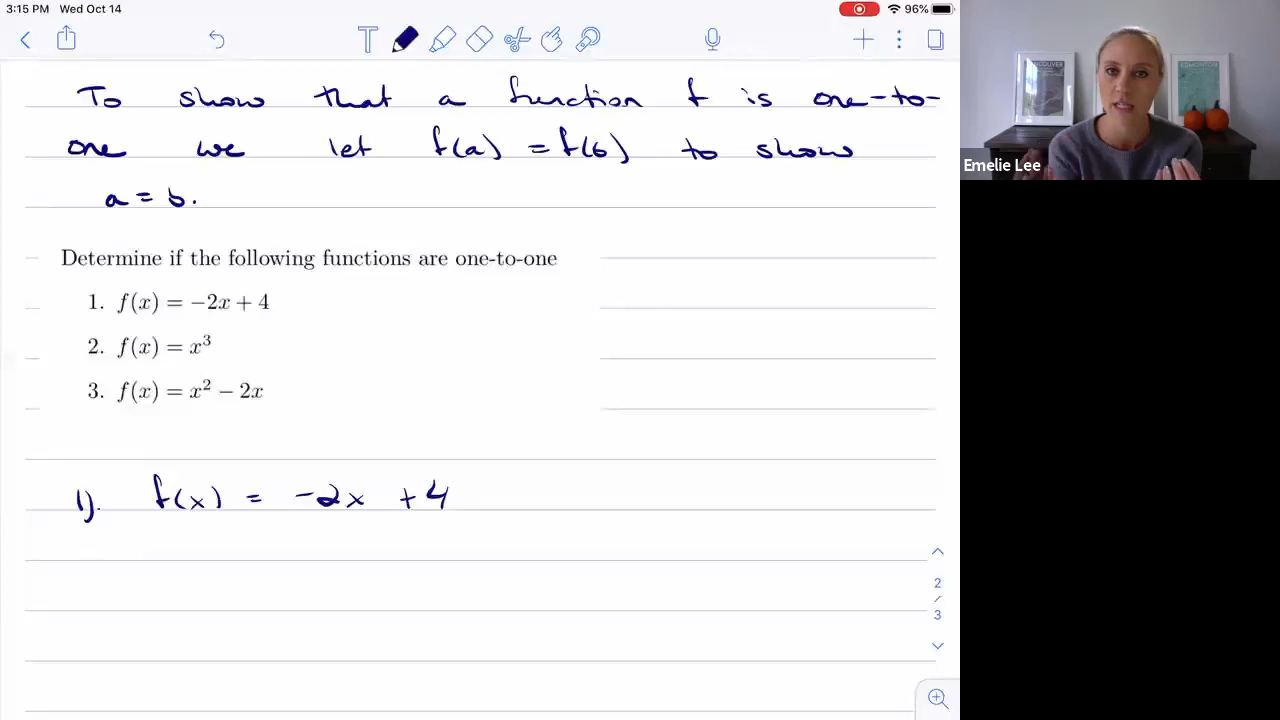 3:15 PM Wed Oct 14
96%
To show that a function f is one-to-
one we let f(a) = f(b) to show
a = b.
Determine if the following functions are one-to-one
1. f(x) = −2x + 4
2. f(x) = x³
3. f(x) = x² − 2x
1). f(x) = -2x + 4
2
/
3
VANCOUVER
EDMONTON
Emelie Lee